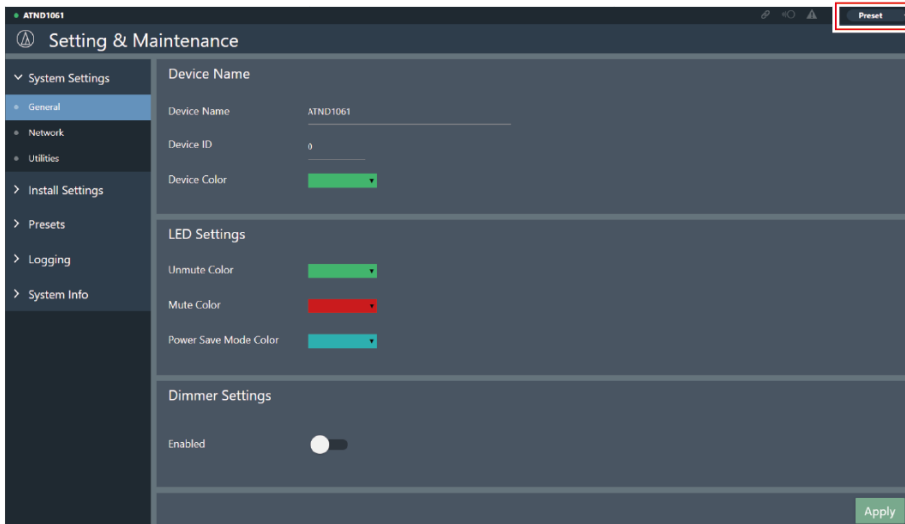 ATND1061
Preset
Setting & Maintenance
System Settings
General
Network
Utilities
Install Settings
Presets
Logging
System Info
Device Name
Device Name ATND1061
Device ID 0
Device Color
LED Settings
Unmute Color
Mute Color
Power Save Mode Color
Dimmer Settings
Enabled
Apply